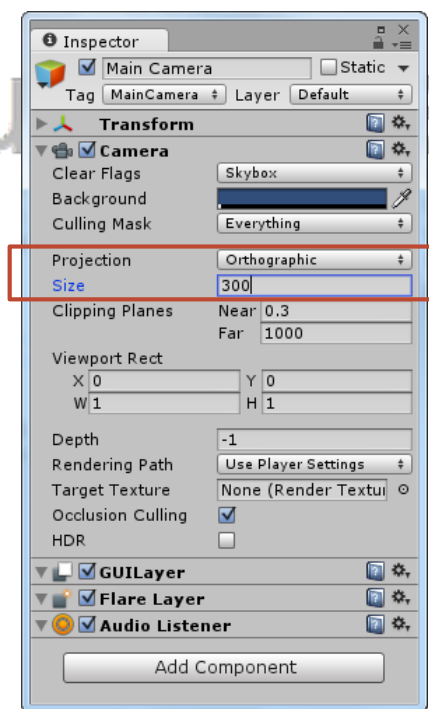 Inspector
Main Camera Static
Tag MainCamera Layer Default
Transform
Camera
Clear Flags Skybox
Background
Culling Mask Everything
Projection Orthographic
Size 300
Clipping Planes Near 0.3
Far 1000
Viewport Rect
X 0 Y 0
W 1 H 1
Depth -1
Rendering Path Use Player Settings
Target Texture None (Render Textu
Occlusion Culling
HDR
GUILayer
Flare Layer
Audio Listener
Add Component